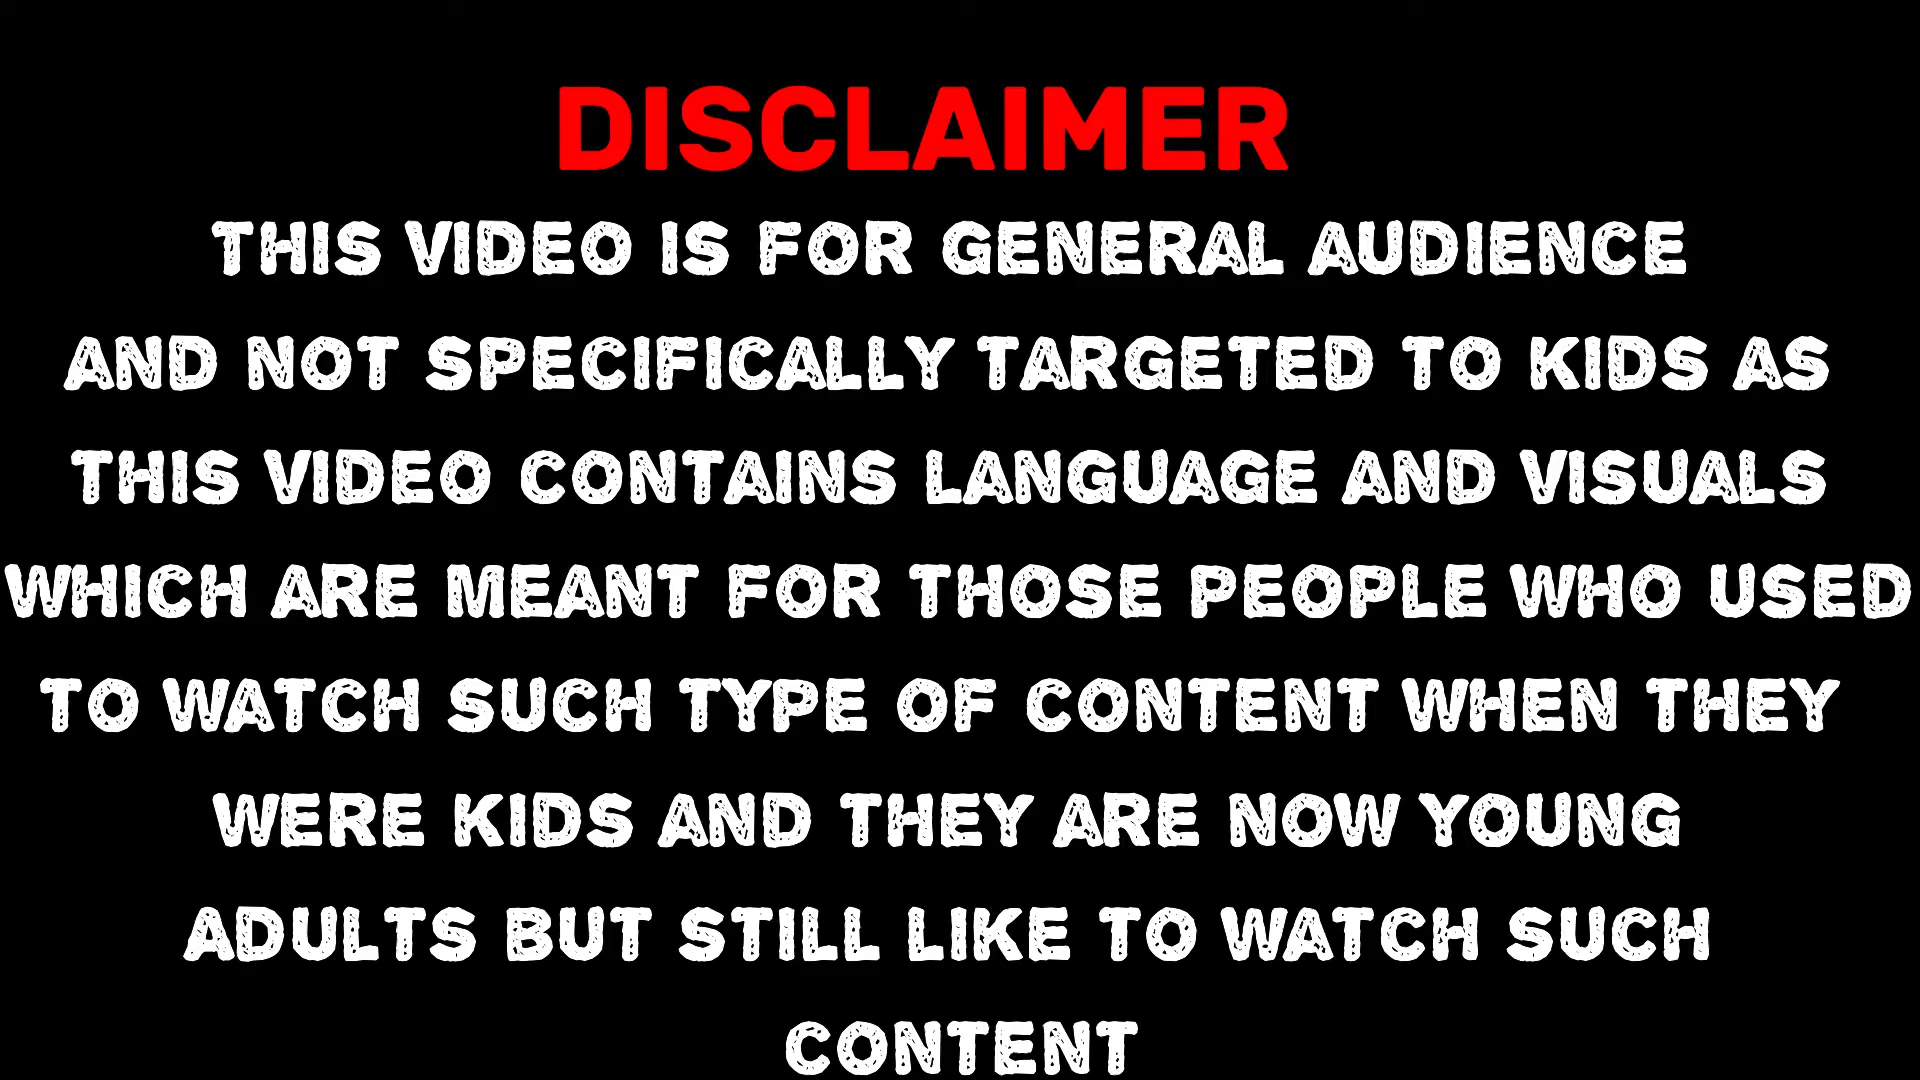 DISCLAIMER
THIS VIDEO IS FOR GENERAL AUDIENCE
AND NOT SPECIFICALLY TARGETED TO KIDS AS
THIS VIDEO CONTAINS LANGUAGE AND VISUALS
WHICH ARE MEANT FOR THOSE PEOPLE WHO USED
TO WATCH SUCH TYPE OF CONTENT WHEN THEY
WERE KIDS AND THEY ARE NOW YOUNG
ADULTS BUT STILL LIKE TO WATCH SUCH
CONTENT